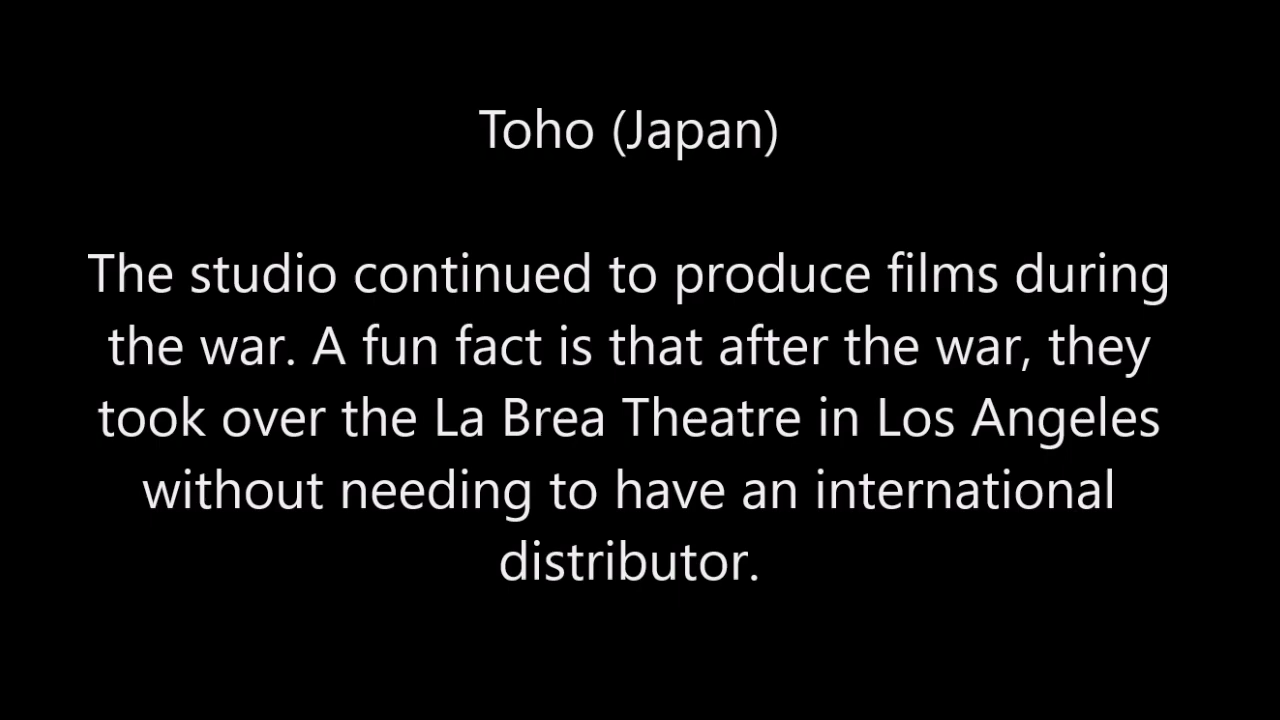 Toho (Japan)
The studio continued to produce films during
the war. A fun fact is that after the war, they
took over the La Brea Theatre in Los Angeles
without needing to have an international
distributor.